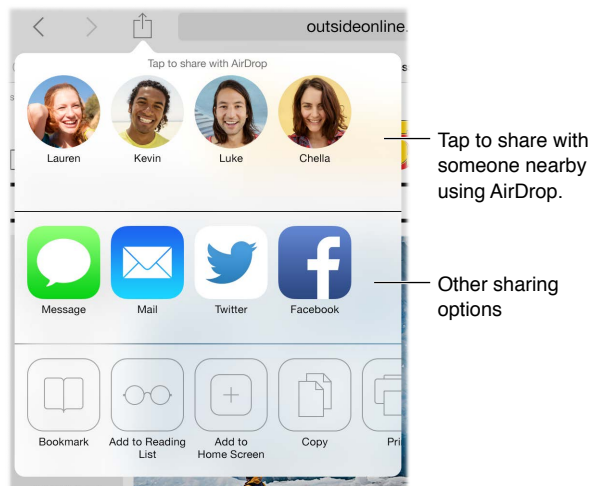 outsideonline.
Tap to share with AirDrop
Lauren Kevin Luke Chella
Tap to share with
someone nearby
using AirDrop.
Message Mail Twitter Facebook
Other sharing
options
Bookmark Add to Reading Add to Copy Pri
List Home Screen